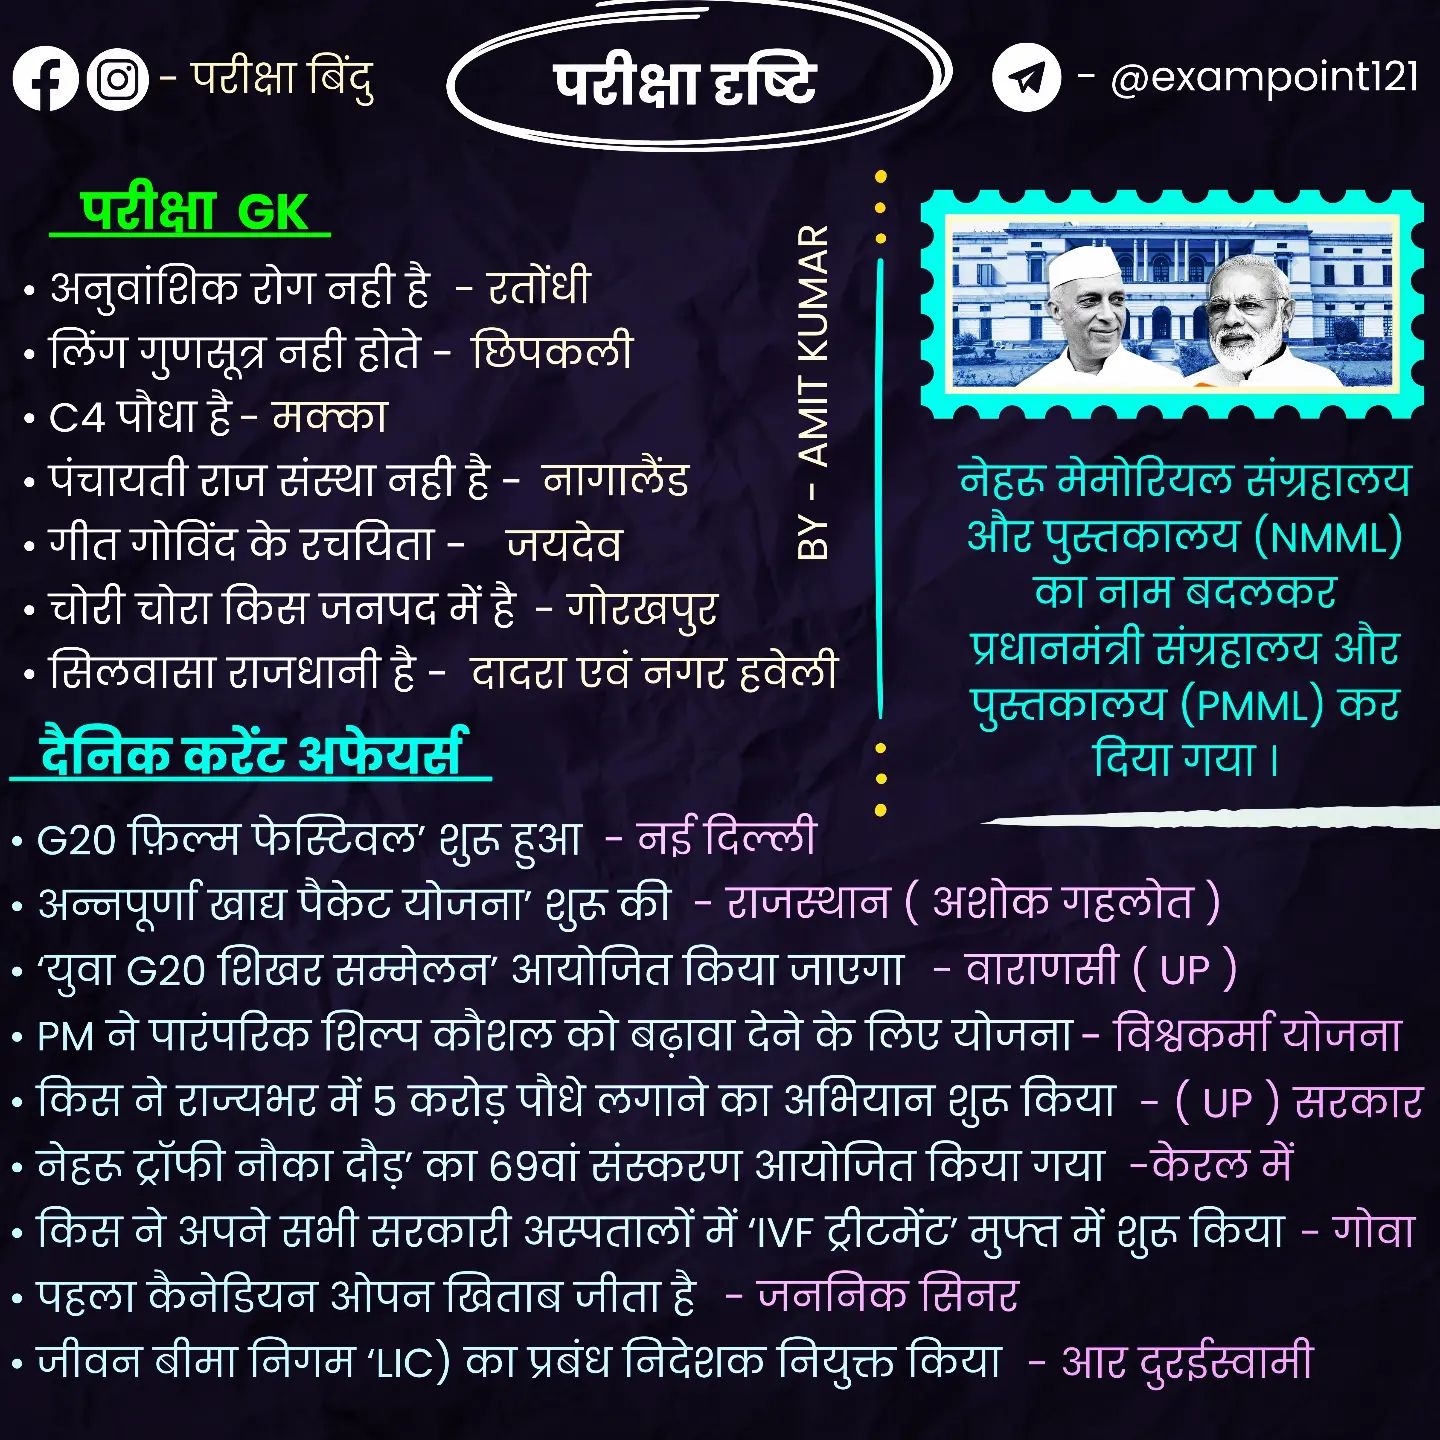 - परीक्षा बिंदु
परीक्षा दृष्टि
- @exampoint121
परीक्षा GK
• अनुवांशिक रोग नही है - रतोंधी
• लिंग गुणसूत्र नही होते - छिपकली
• C4 पौधा है - मक्का
• पंचायती राज संस्था नही है - नागालैंड
• गीत गोविंद के रचयिता - जयदेव
• चोरी चोरा किस जनपद में है - गोरखपुर
• सिलवासा राजधानी है - दादरा एवं नगर हवेली
BY - AMIT KUMAR
नेहरू मेमोरियल संग्रहालय
और पुस्तकालय (NMML)
का नाम बदलकर
प्रधानमंत्री संग्रहालय और
पुस्तकालय (PMML) कर
दिया गया ।
दैनिक करेंट अफेयर्स
• G20 फ़िल्म फेस्टिवल’ शुरू हुआ - नई दिल्ली
• अन्नपूर्णा खाद्य पैकेट योजना’ शुरू की - राजस्थान ( अशोक गहलोत )
• ‘युवा G20 शिखर सम्मेलन’ आयोजित किया जाएगा - वाराणसी ( UP )
• PM ने पारंपरिक शिल्प कौशल को बढ़ावा देने के लिए योजना - विश्वकर्मा योजना
• किस ने राज्यभर में 5 करोड़ पौधे लगाने का अभियान शुरू किया - ( UP ) सरकार
• नेहरू ट्रॉफी नौका दौड़’ का 69वां संस्करण आयोजित किया गया -केरल में
• किस ने अपने सभी सरकारी अस्पतालों में ‘IVF ट्रीटमेंट’ मुफ्त में शुरू किया - गोवा
• पहला कैनेडियन ओपन खिताब जीता है - जननिक सिनर
• जीवन बीमा निगम ‘LIC) का प्रबंध निदेशक नियुक्त किया - आर दुरईस्वामी